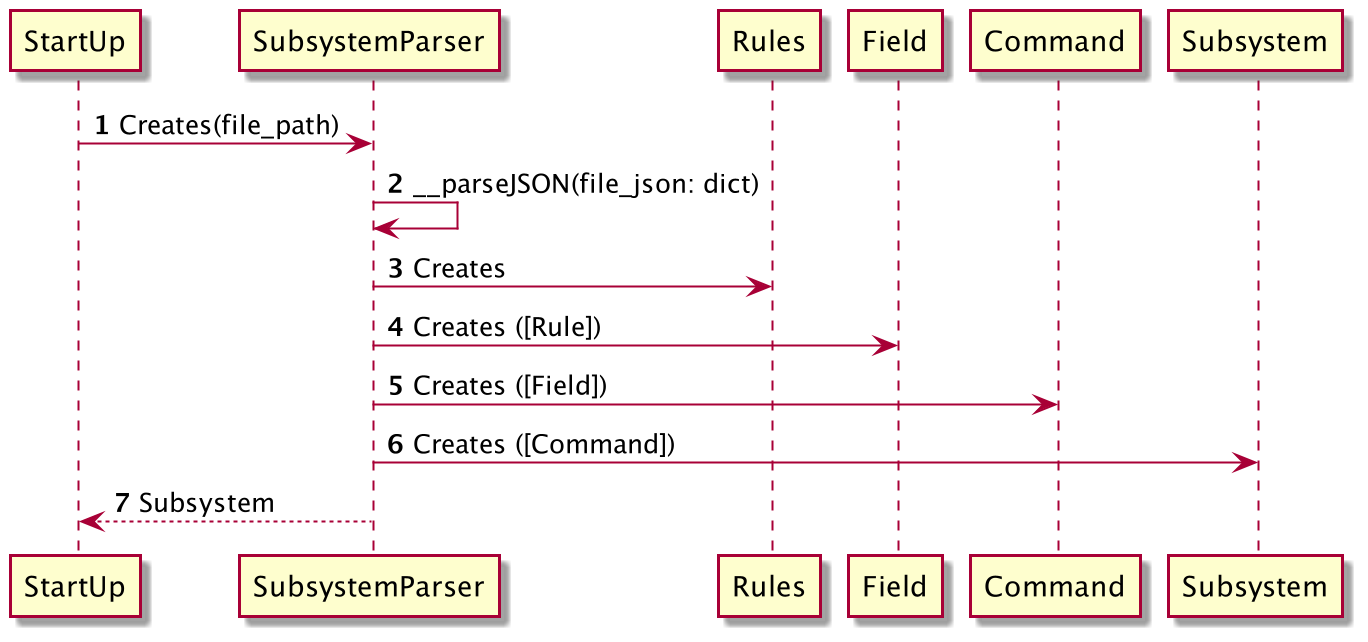 StartUp SubsystemParser Rules Field Command Subsystem
1 Creates(file_path)
2 __parseJSON(file_json: dict)
3 Creates
4 Creates ([Rule])
5 Creates ([Field])
6 Creates ([Command])
7 Subsystem
StartUp SubsystemParser Rules Field Command Subsystem